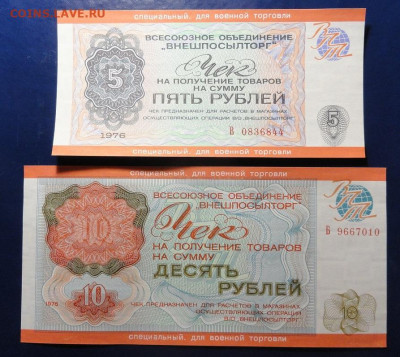 COINS.ЛАVE.RU
СПЕЦИАЛЬНЫЙ, ДЛЯ ВОЕННОЙ ТОРГОВЛИ
ВСЕСОЮЗНОЕ ОБЪЕДИНЕНИЕ
„ВНЕШПОСЫЛТОРГ”
Чек
НА ПОЛУЧЕНИЕ ТОВАРОВ
НА СУММУ
ПЯТЬ РУБЛЕЙ
ЧЕК ПРЕДНАЗНАЧЕН ДЛЯ РАСЧЕТОВ В МАГАЗИНАХ
ОСУЩЕСТВЛЯЮЩИХ ОПЕРАЦИИ В/О ВНЕШПОСЫЛТОРГ
5
5
1976
В 0836844
СПЕЦИАЛЬНЫЙ, ДЛЯ ВОЕННОЙ ТОРГОВЛИ
СПЕЦИАЛЬНЫЙ, ДЛЯ ВОЕННОЙ ТОРГОВЛИ
ВСЕСОЮЗНОЕ ОБЪЕДИНЕНИЕ
„ВНЕШПОСЫЛТОРГ”
Чек
НА ПОЛУЧЕНИЕ ТОВАРОВ
НА СУММУ
ДЕСЯТЬ
РУБЛЕЙ
10
Б 9667010
1976
10
10
ЧЕК ПРЕДНАЗНАЧЕН ДЛЯ РАСЧЕТОВ В МАГАЗИНАХ
ОСУЩЕСТВЛЯЮЩИХ ОПЕРАЦИИ
В/О ВНЕШПОСЫЛТОРГ
СПЕЦИАЛЬНЫЙ, ДЛЯ ВОЕННОЙ ТОРГОВЛИ